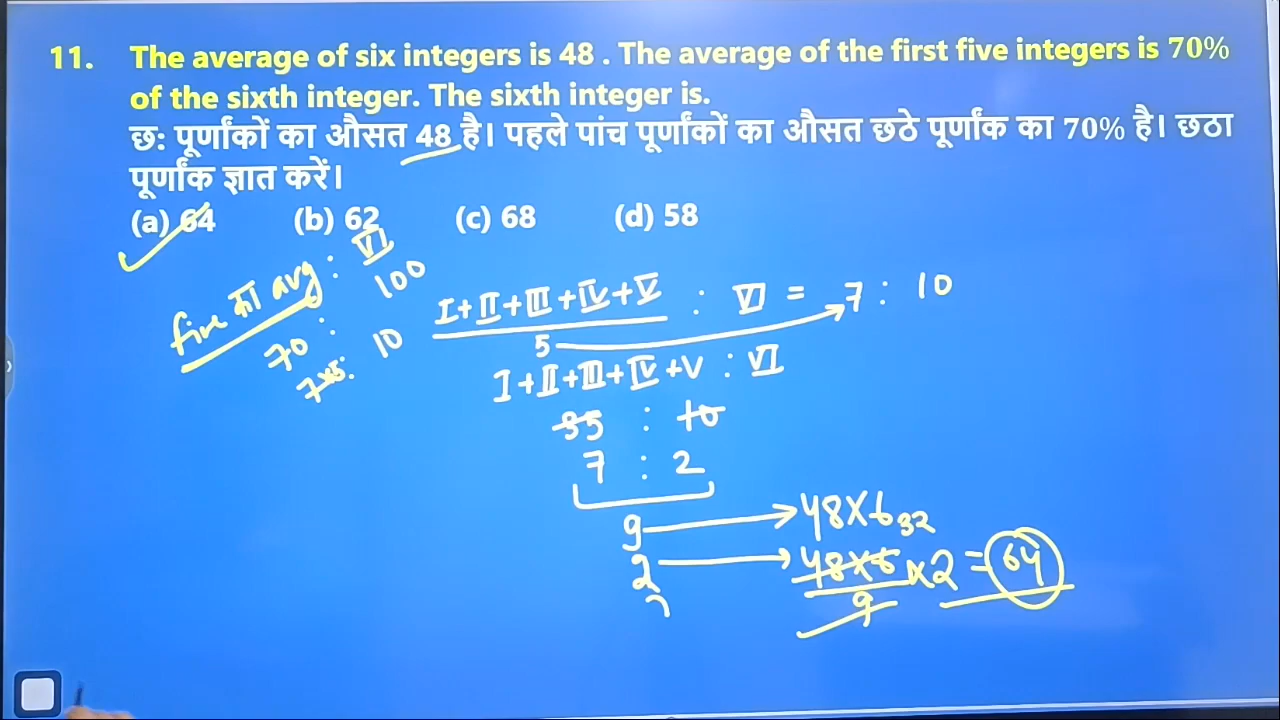 11. The average of six integers is 48 . The average of the first five integers is 70%
of the sixth integer. The sixth integer is.
छ: पूर्णांकों का औसत 48 है। पहले पांच पूर्णांकों का औसत छठे पूर्णांक का 70% है। छठा
पूर्णांक ज्ञात करें।
(a) 64 (b) 62 (c) 68 (d) 58
five का avg : VI
70 : 100
7×5 : 10
I+II+III+IV+V : VI = 7 : 10
5
I+II+III+IV+V : VI
35 : 10
7 : 2
9 → 48×6
32
2 → 48×6 ×2 = 64
9